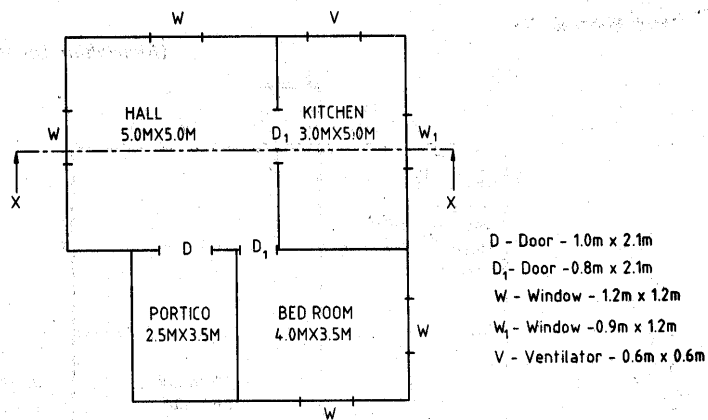 W
V
HALL
5.0MX5.0M
KITCHEN
3.0MX5.0M
W
D₁
W₁
X
X
D
D₁
PORTICO
2.5MX3.5M
BED ROOM
4.0MX3.5M
W
W
D - Door - 1.0m x 2.1m
D₁- Door -0.8m x 2.1m
W - Window - 1.2m x 1.2m
W₁ - Window -0.9m x 1.2m
V - Ventilator - 0.6m x 0.6m